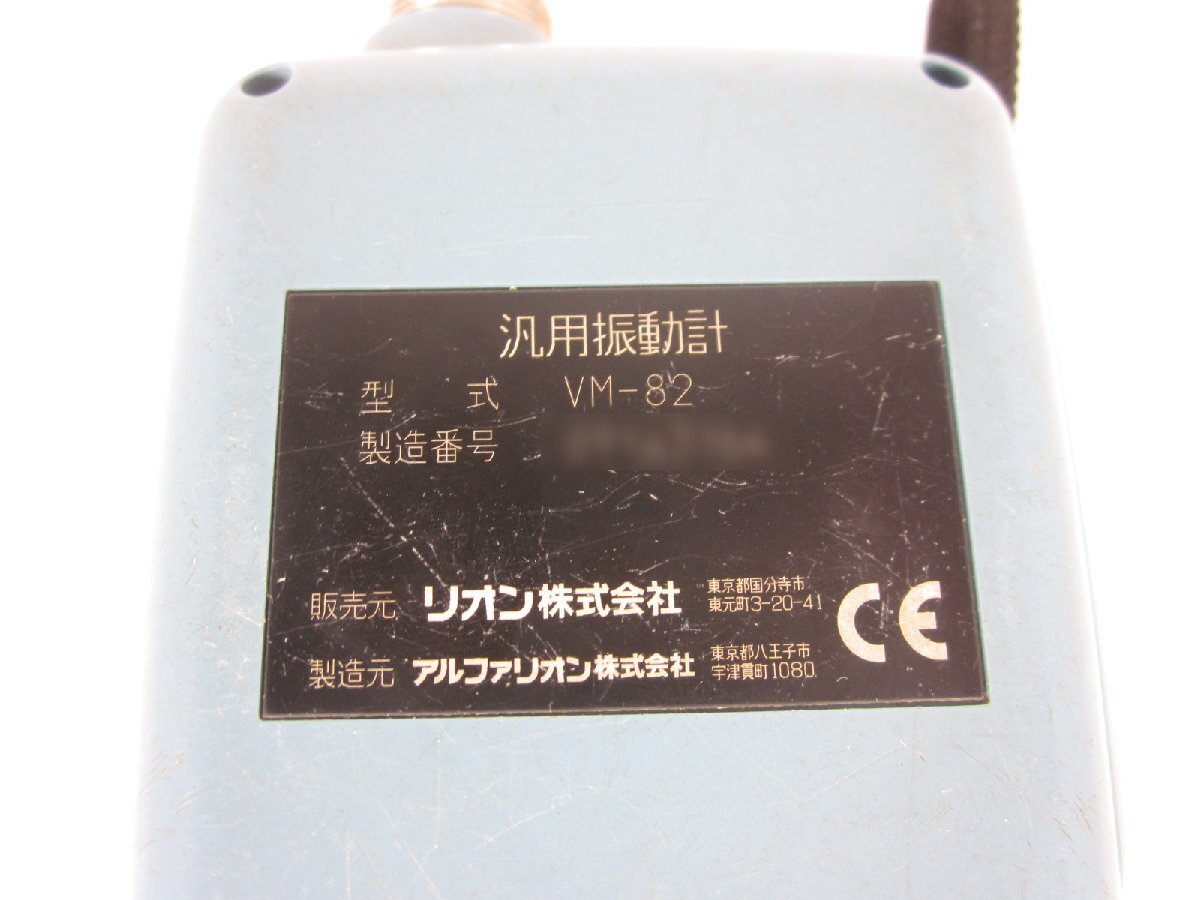 汎用振動計
型 式 VM-82
製造番号
販売元 リオン株式会社 東京都国分寺市
東元町3-20-41
製造元 アルファリオン株式会社 東京都八王子市
宇津貫町1080
CE